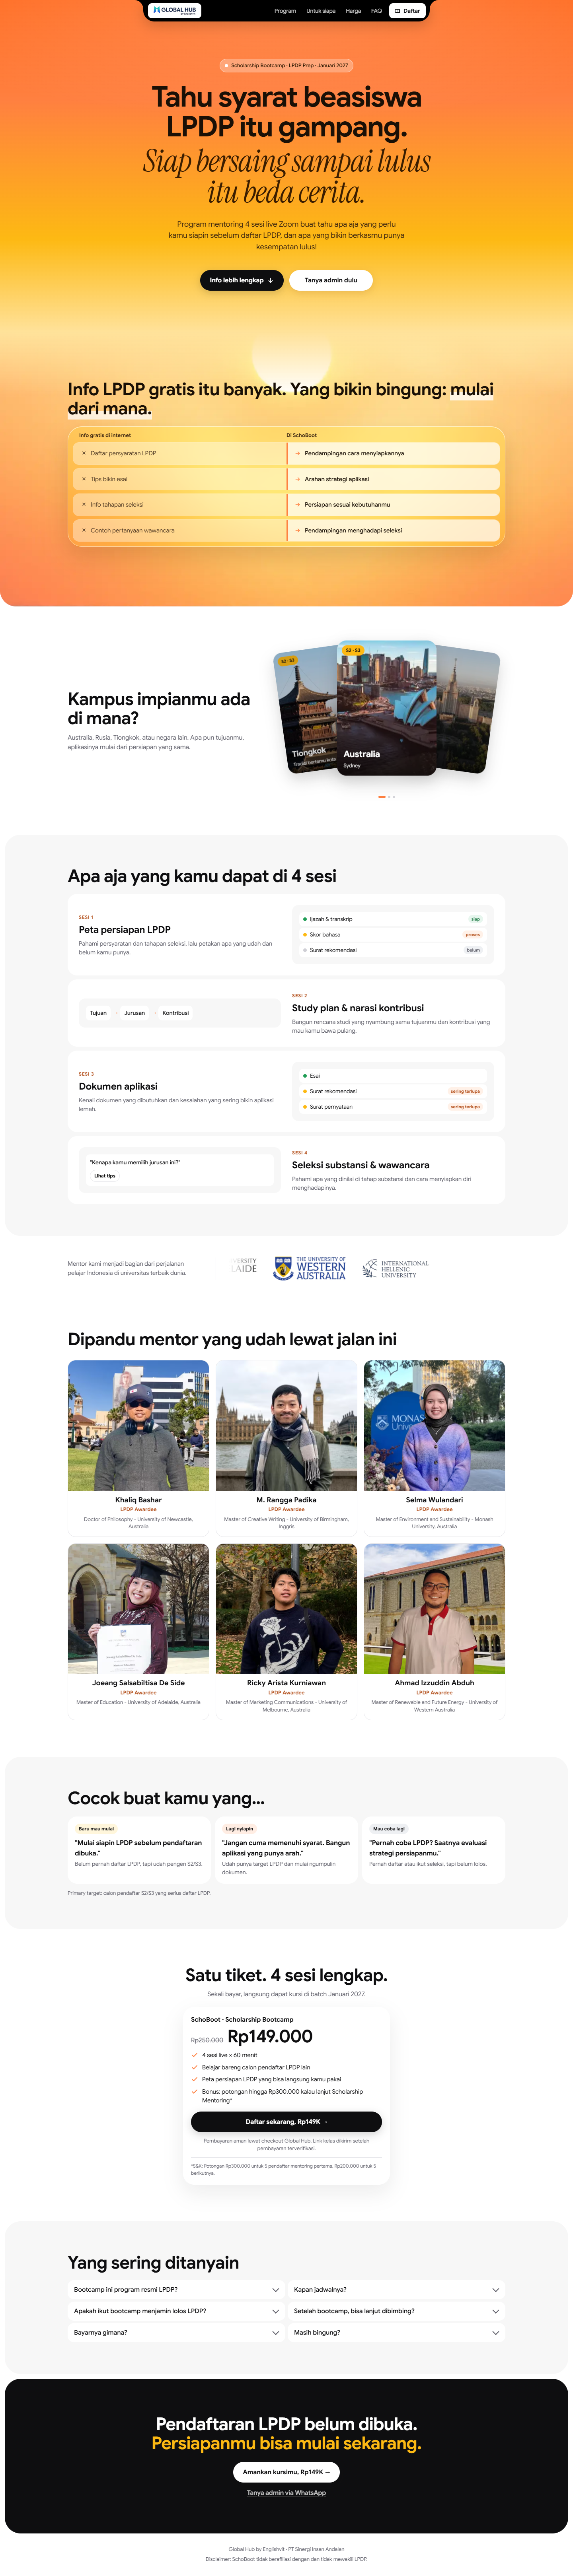 GLOBAL HUB
Program
Untuk siapa
Harga
FAQ
Daftar
Scholarship Bootcamp · LPDP Prep · Januari 2027
Tahu syarat beasiswa
LPDP itu gampang.
Siap bersaing sampai lulus
itu beda cerita.
Program mentoring 4 sesi live Zoom buat tahu apa aja yang perlu
kamu siapin sebelum daftar LPDP, dan apa yang bikin berkasmu punya
kesempatan lulus!
Info lebih lengkap ↓
Tanya admin dulu
Info LPDP gratis itu banyak. Yang bikin bingung: mulai
dari mana.
Info gratis di internet
Di SchoBoot
× Daftar persyaratan LPDP
→ Pendampingan cara menyiapkannya
× Tips bikin esai
→ Arahan strategi aplikasi
× Info tahapan seleksi
→ Persiapan sesuai kebutuhanmu
× Contoh pertanyaan wawancara
→ Pendampingan menghadapi seleksi
Kampus impianmu ada
di mana?
Australia, Rusia, Tiongkok, atau negara lain. Apa pun tujuanmu,
aplikasinya mulai dari persiapan yang sama.
S2 · S3
Tiongkok
Tradisi bertemu
S2 · S3
Australia
Sydney
Apa aja yang kamu dapat di 4 sesi
SESI 1
Peta persiapan LPDP
Pahami persyaratan dan tahapan seleksi, lalu petakan apa yang udah dan
belum kamu punya.
Ijazah & transkrip
siap
Skor bahasa
proses
Surat rekomendasi
belum
Tujuan → Jurusan → Kontribusi
SESI 2
Study plan & narasi kontribusi
Bangun rencana studi yang nyambung sama tujuanmu dan kontribusi yang
mau kamu bawa pulang.
SESI 3
Dokumen aplikasi
Kenali dokumen yang dibutuhkan dan kesalahan yang sering bikin aplikasi
lemah.
Esai
Surat rekomendasi
sering terlupa
Surat pernyataan
sering terlupa
"Kenapa kamu memilih jurusan ini?"
Lihat tips
SESI 4
Seleksi substansi & wawancara
Pahami apa yang dinilai di tahap substansi dan cara menyiapkan diri
menghadapinya.
Mentor kami menjadi bagian dari perjalanan
pelajar Indonesia di universitas terbaik dunia.
ERSITY
LAIDE
THE UNIVERSITY OF
WESTERN
AUSTRALIA
INTERNATIONAL
HELLENIC
UNIVERSITY
Dipandu mentor yang udah lewat jalan ini
MONAS
Khaliq Bashar
LPDP Awardee
Doctor of Philosophy · University of Newcastle,
Australia
M. Rangga Padika
LPDP Awardee
Master of Creative Writing · University of Birmingham,
Inggris
Selma Wulandari
LPDP Awardee
Master of Environment and Sustainability · Monash
University, Australia
Joeang Salsabiltisa De Side
LPDP Awardee
Master of Education · University of Adelaide, Australia
Ricky Arista Kurniawan
LPDP Awardee
Master of Marketing Communications · University of
Melbourne, Australia
Ahmad Izzuddin Abduh
LPDP Awardee
Master of Renewable and Future Energy · University of
Western Australia
Cocok buat kamu yang...
Baru mau mulai
"Mulai siapin LPDP sebelum pendaftaran
dibuka."
Belum pernah daftar LPDP, tapi udah pengen S2/S3.
Lagi nyiapin
"Jangan cuma memenuhi syarat. Bangun
aplikasi yang punya arah."
Udah punya target LPDP dan mulai ngumpulin
dokumen.
Mau coba lagi
"Pernah coba LPDP? Saatnya evaluasi
strategi persiapanmu."
Pernah daftar atau ikut seleksi, tapi belum lolos.
Primary target: calon pendaftar S2/S3 yang serius daftar LPDP.
Satu tiket. 4 sesi lengkap.
Sekali bayar, langsung dapat kursi di batch Januari 2027.
SchoBoot · Scholarship Bootcamp
Rp250.000 Rp149.000
4 sesi live × 60 menit
Belajar bareng calon pendaftar LPDP lain
Peta persiapan LPDP yang bisa langsung kamu pakai
Bonus: potongan hingga Rp300.000 kalau lanjut Scholarship
Mentoring*
Daftar sekarang, Rp149K →
Pembayaran aman lewat checkout Global Hub. Link kelas dikirim setelah
pembayaran terverifikasi.
*S&K: Potongan Rp300.000 untuk 5 pendaftar mentoring pertama, Rp200.000 untuk 5
berikutnya.
Yang sering ditanyain
Bootcamp ini program resmi LPDP?
Kapan jadwalnya?
Apakah ikut bootcamp menjamin lolos LPDP?
Setelah bootcamp, bisa lanjut dibimbing?
Bayarnya gimana?
Masih bingung?
Pendaftaran LPDP belum dibuka.
Persiapanmu bisa mulai sekarang.
Amankan kursimu, Rp149K →
Tanya admin via WhatsApp
Global Hub by Englishvit · PT Sinergi Insan Andalan
Disclaimer: SchoBoot tidak berafiliasi dengan dan tidak mewakili LPDP.